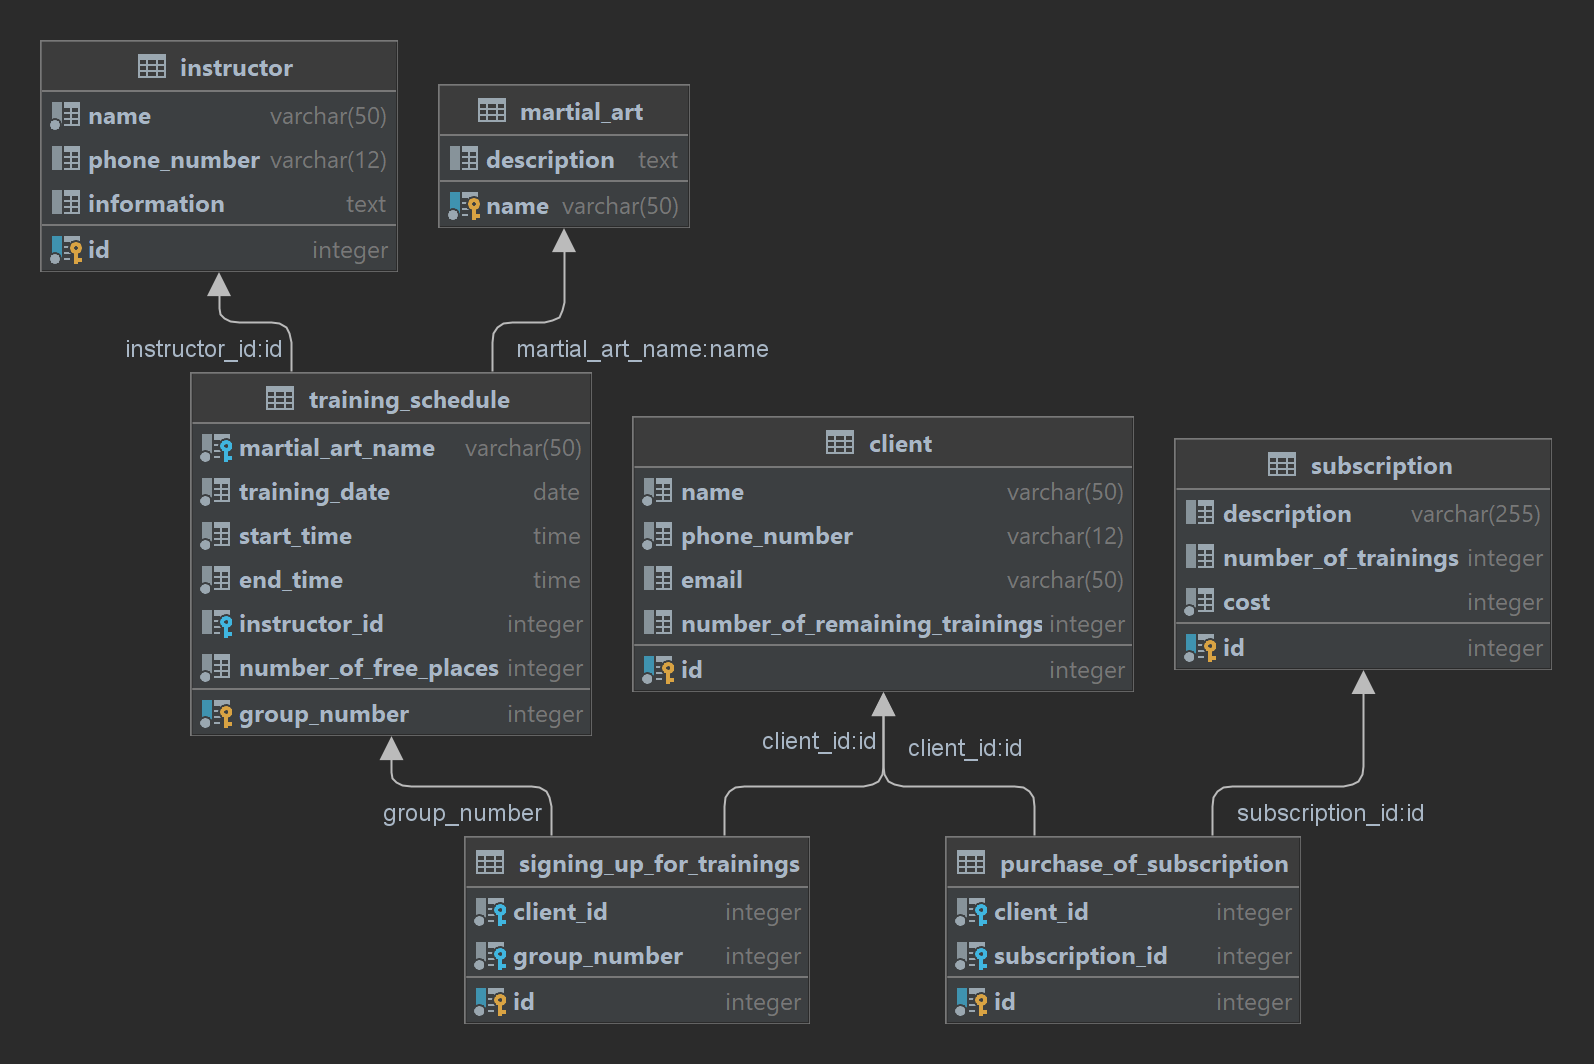 instructor
name varchar(50)
phone_number varchar(12)
information text
id integer
martial_art
description text
name varchar(50)
instructor_id:id
martial_art_name:name
training_schedule
martial_art_name varchar(50)
training_date date
start_time time
end_time time
instructor_id integer
number_of_free_places integer
group_number integer
client
name varchar(50)
phone_number varchar(12)
email varchar(50)
number_of_remaining_trainings integer
id integer
subscription
description varchar(255)
number_of_trainings integer
cost integer
id integer
client_id:id
client_id:id
group_number
subscription_id:id
signing_up_for_trainings
client_id integer
group_number integer
id integer
purchase_of_subscription
client_id integer
subscription_id integer
id integer